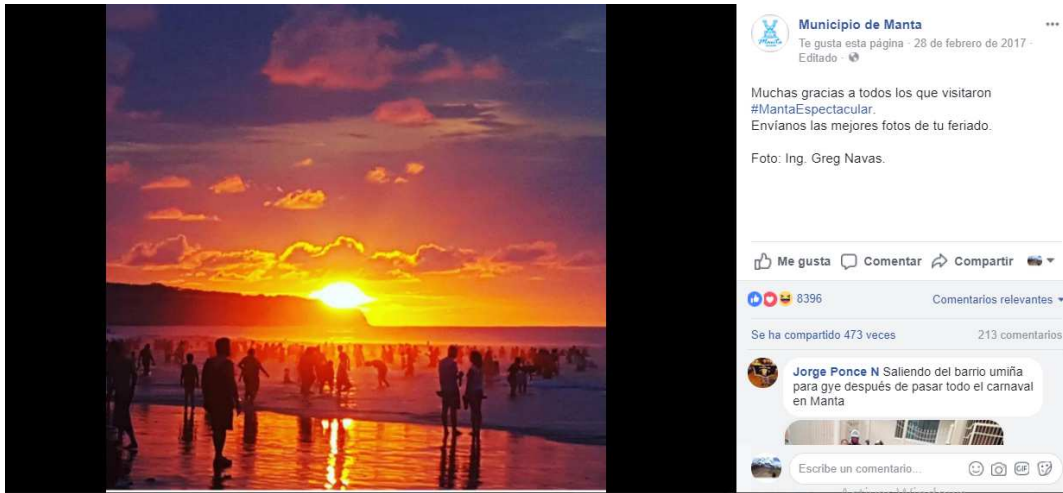 Municipio de Manta
Te gusta esta página · 28 de febrero de 2017 ·
Editado ·
Muchas gracias a todos los que visitaron
#MantaEspectacular.
Envíanos las mejores fotos de tu feriado.
Foto: Ing. Greg Navas.
Me gusta Comentar Compartir
8396 Comentarios relevantes
Se ha compartido 473 veces 213 comentarios
Jorge Ponce N Saliendo del barrio umiña
para gye después de pasar todo el carnaval
en Manta
Escribe un comentario... GIF